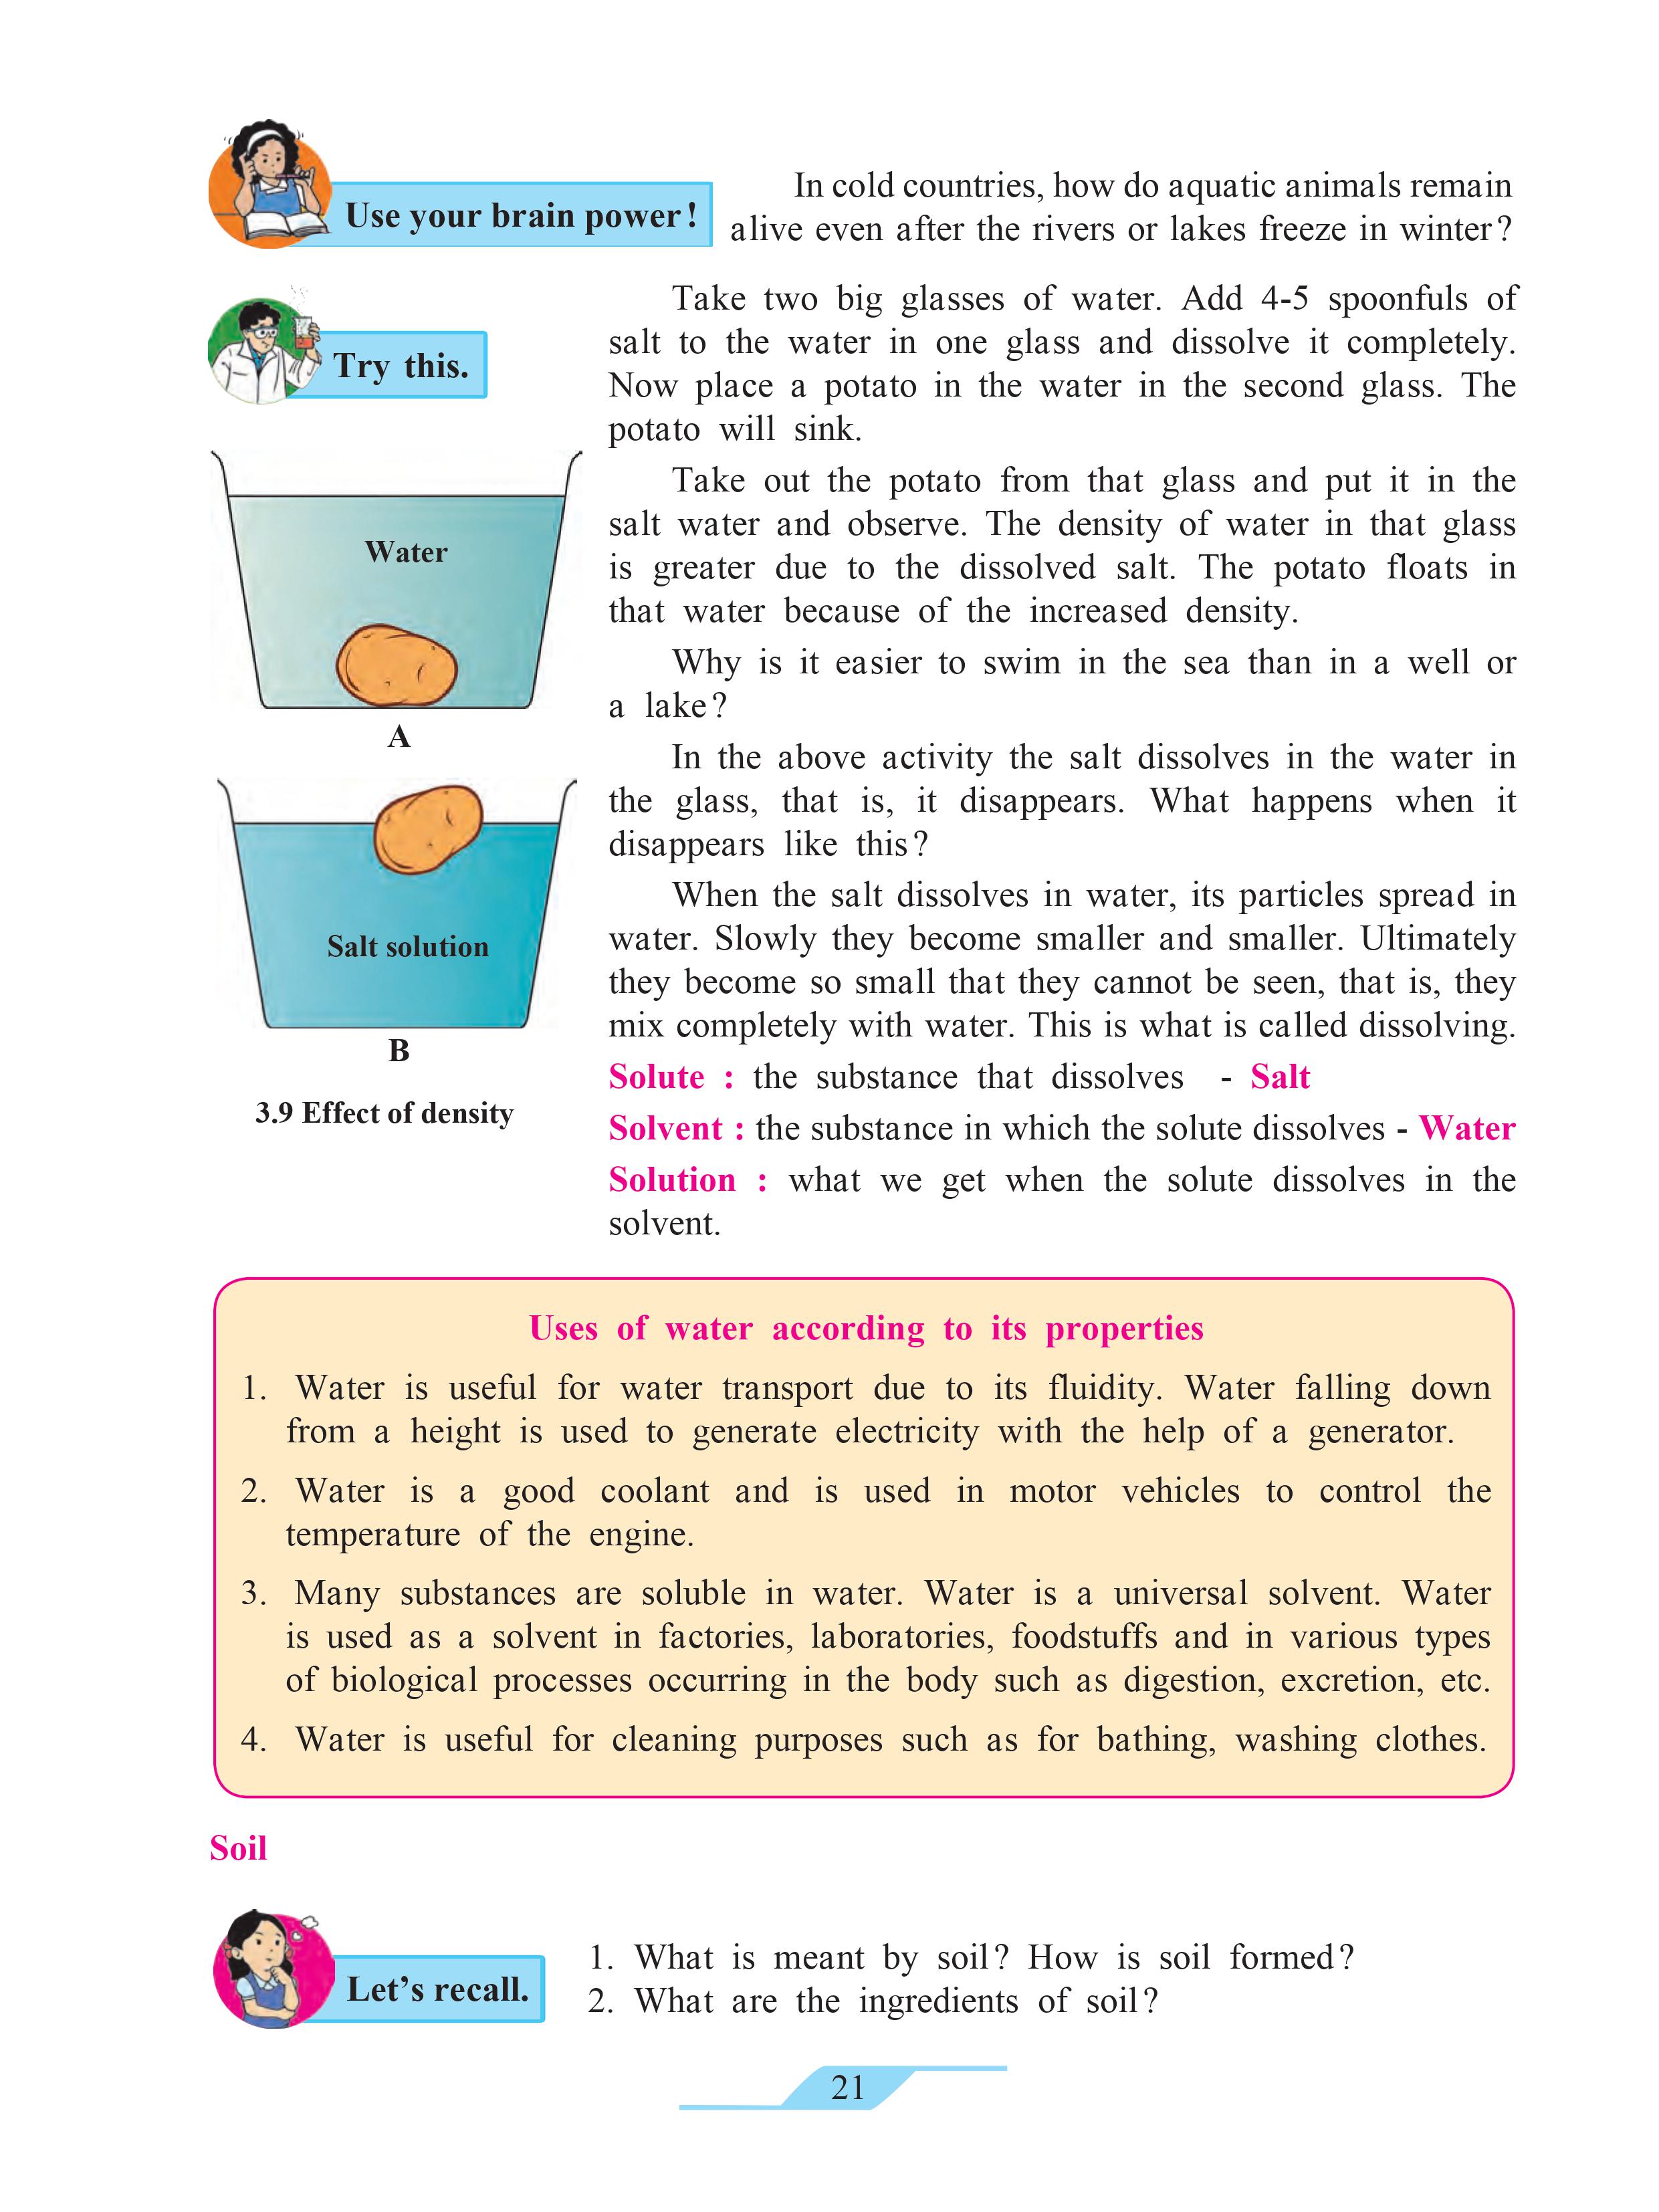 Use your brain power!
In cold countries, how do aquatic animals remain
alive even after the rivers or lakes freeze in winter?
Try this.
Take two big glasses of water. Add 4-5 spoonfuls of
salt to the water in one glass and dissolve it completely.
Now place a potato in the water in the second glass. The
potato will sink.
Take out the potato from that glass and put it in the
salt water and observe. The density of water in that glass
is greater due to the dissolved salt. The potato floats in
that water because of the increased density.
Why is it easier to swim in the sea than in a well or
a lake?
In the above activity the salt dissolves in the water in
the glass, that is, it disappears. What happens when it
disappears like this?
When the salt dissolves in water, its particles spread in
water. Slowly they become smaller and smaller. Ultimately
they become so small that they cannot be seen, that is, they
mix completely with water. This is what is called dissolving.
Solute : the substance that dissolves - Salt
Solvent : the substance in which the solute dissolves - Water
Solution : what we get when the solute dissolves in the
solvent.
Water
A
Salt solution
B
3.9 Effect of density
Uses of water according to its properties
1. Water is useful for water transport due to its fluidity. Water falling down
from a height is used to generate electricity with the help of a generator.
2. Water is a good coolant and is used in motor vehicles to control the
temperature of the engine.
3. Many substances are soluble in water. Water is a universal solvent. Water
is used as a solvent in factories, laboratories, foodstuffs and in various types
of biological processes occurring in the body such as digestion, excretion, etc.
4. Water is useful for cleaning purposes such as for bathing, washing clothes.
Soil
Let's recall.
1. What is meant by soil? How is soil formed?
2. What are the ingredients of soil?
21